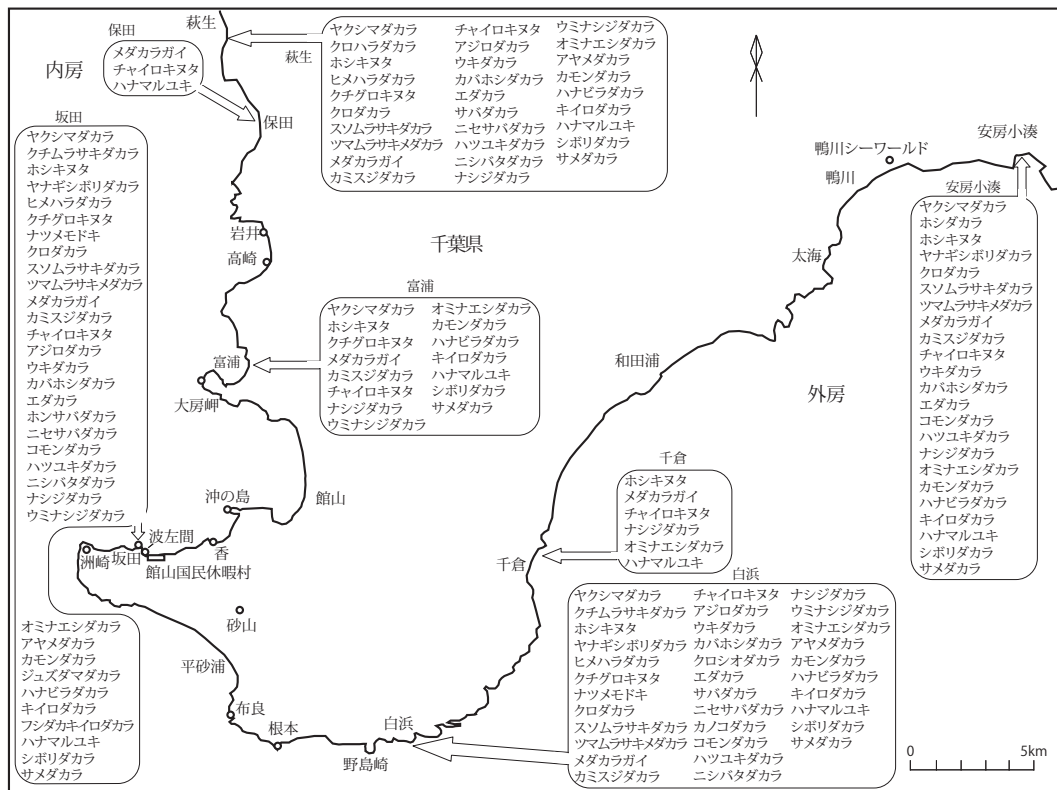 保田
メダカラガイ
チャイロキヌタ
ハナマルユキ
内房
萩生
萩生
ヤクシマダカラ
クロハラダカラ
ホシキヌタ
ヒメハラダカラ
クチグロキヌタ
クロダカラ
スソムラサキダカラ
ツマムラサキメダカラ
メダカラガイ
カミスジダカラ
チャイロキヌタ
アジロダカラ
ウキダカラ
カバホシダカラ
エダカラ
サバダカラ
ニセサバダカラ
ハツユキダカラ
ニシバタダカラ
ナシジダカラ
ウミナシジダカラ
オミナエシダカラ
アヤメダカラ
カモンダカラ
ハナビラダカラ
キイロダカラ
ハナマルユキ
シボリダカラ
サメダカラ
保田
坂田
ヤクシマダカラ
クチムラサキダカラ
ホシキヌタ
ヤナギシボリダカラ
ヒメハラダカラ
クチグロキヌタ
ナツメモドキ
クロダカラ
スソムラサキダカラ
ツマムラサキメダカラ
メダカラガイ
カミスジダカラ
チャイロキヌタ
アジロダカラ
ウキダカラ
カバホシダカラ
エダカラ
ホンサバダカラ
ニセサバダカラ
コモンダカラ
ハツユキダカラ
ニシバタダカラ
ナシジダカラ
ウミナシジダカラ
オミナエシダカラ
アヤメダカラ
カモンダカラ
ジュズダマダカラ
ハナビラダカラ
キイロダカラ
フシダカキイロダカラ
ハナマルユキ
シボリダカラ
サメダカラ
岩井
高崎
千葉県
富浦
ヤクシマダカラ
ホシキヌタ
クチグロキヌタ
メダカラガイ
カミスジダカラ
チャイロキヌタ
ナシジダカラ
ウミナシジダカラ
オミナエシダカラ
カモンダカラ
ハナビラダカラ
キイロダカラ
ハナマルユキ
シボリダカラ
サメダカラ
富浦
大房岬
沖の島
館山
波左間
香
洲崎
坂田
館山国民休暇村
砂山
平砂浦
布良
根本
白浜
野島崎
安房小湊
鴨川シーワールド
鴨川
太海
和田浦
外房
安房小湊
ヤクシマダカラ
ホシダカラ
ホシキヌタ
ヤナギシボリダカラ
クロダカラ
スソムラサキダカラ
ツマムラサキメダカラ
メダカラガイ
カミスジダカラ
チャイロキヌタ
ウキダカラ
カバホシダカラ
エダカラ
コモンダカラ
ハツユキダカラ
ナシジダカラ
オミナエシダカラ
カモンダカラ
ハナビラダカラ
キイロダカラ
ハナマルユキ
シボリダカラ
サメダカラ
千倉
ホシキヌタ
メダカラガイ
チャイロキヌタ
ナシジダカラ
オミナエシダカラ
ハナマルユキ
千倉
白浜
ヤクシマダカラ
クチムラサキダカラ
ホシキヌタ
ヤナギシボリダカラ
ヒメハラダカラ
クチグロキヌタ
ナツメモドキ
クロダカラ
スソムラサキダカラ
ツマムラサキメダカラ
メダカラガイ
カミスジダカラ
チャイロキヌタ
アジロダカラ
ウキダカラ
カバホシダカラ
クロシオダカラ
エダカラ
サバダカラ
ニセサバダカラ
カノコダカラ
コモンダカラ
ハツユキダカラ
ニシバタダカラ
ナシジダカラ
ウミナシジダカラ
オミナエシダカラ
アヤメダカラ
カモンダカラ
ハナビラダカラ
キイロダカラ
ハナマルユキ
シボリダカラ
サメダカラ
0 5km